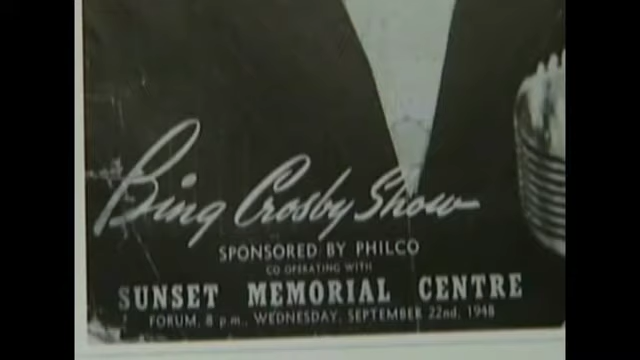 Bing Crosby Show
SPONSORED BY PHILCO
CO OPERATING WITH
SUNSET MEMORIAL CENTRE
FORUM, 8 p.m., WEDNESDAY, SEPTEMBER 22nd, 1948